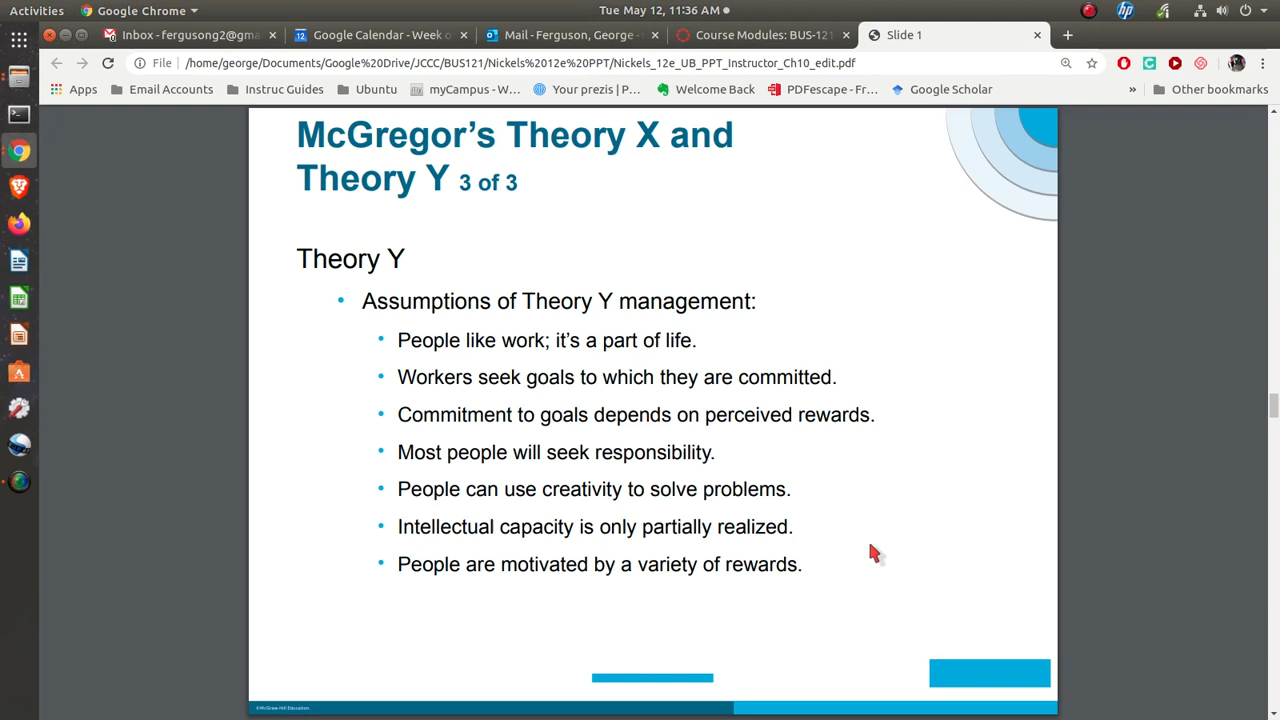 Activities
Google Chrome
Tue May 12, 11:36 AM
Inbox - fergusong2@gma
Google Calendar - Week o
Mail - Ferguson, George -
Course Modules: BUS-121
Slide 1
File
/home/george/Documents/Google%20Drive/JCCC/BUS121/Nickels%2012e%20PPT/Nickels_12e_UB_PPT_Instructor_Ch10_edit.pdf
Apps
Email Accounts
Instruc Guides
Ubuntu
myCampus - W...
Your prezis | P...
Welcome Back
PDFescape - Fr...
Google Scholar
»
Other bookmarks
McGregor's Theory X and
Theory Y 3 of 3
Theory Y
• Assumptions of Theory Y management:
• People like work; it's a part of life.
• Workers seek goals to which they are committed.
• Commitment to goals depends on perceived rewards.
• Most people will seek responsibility.
• People can use creativity to solve problems.
• Intellectual capacity is only partially realized.
• People are motivated by a variety of rewards.
©McGraw-Hill Education.